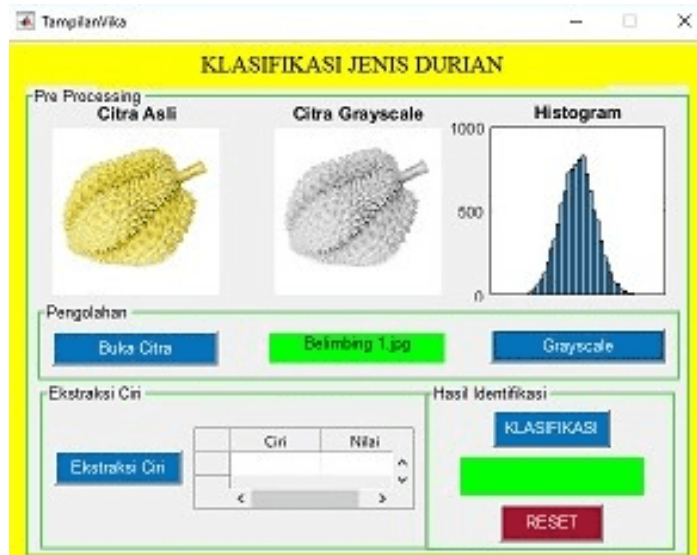 TampilanVika
KLASIFIKASI JENIS DURIAN
Pre Processing
Citra Asli
Citra Grayscale
Histogram
1000
500
0
Pengolahan
Buka Citra
Belimbing 1.jpg
Grayscale
Ekstraksi Ciri
Ekstraksi Ciri
Ciri Nilai
Hasil Identifikasi
KLASIFIKASI
RESET